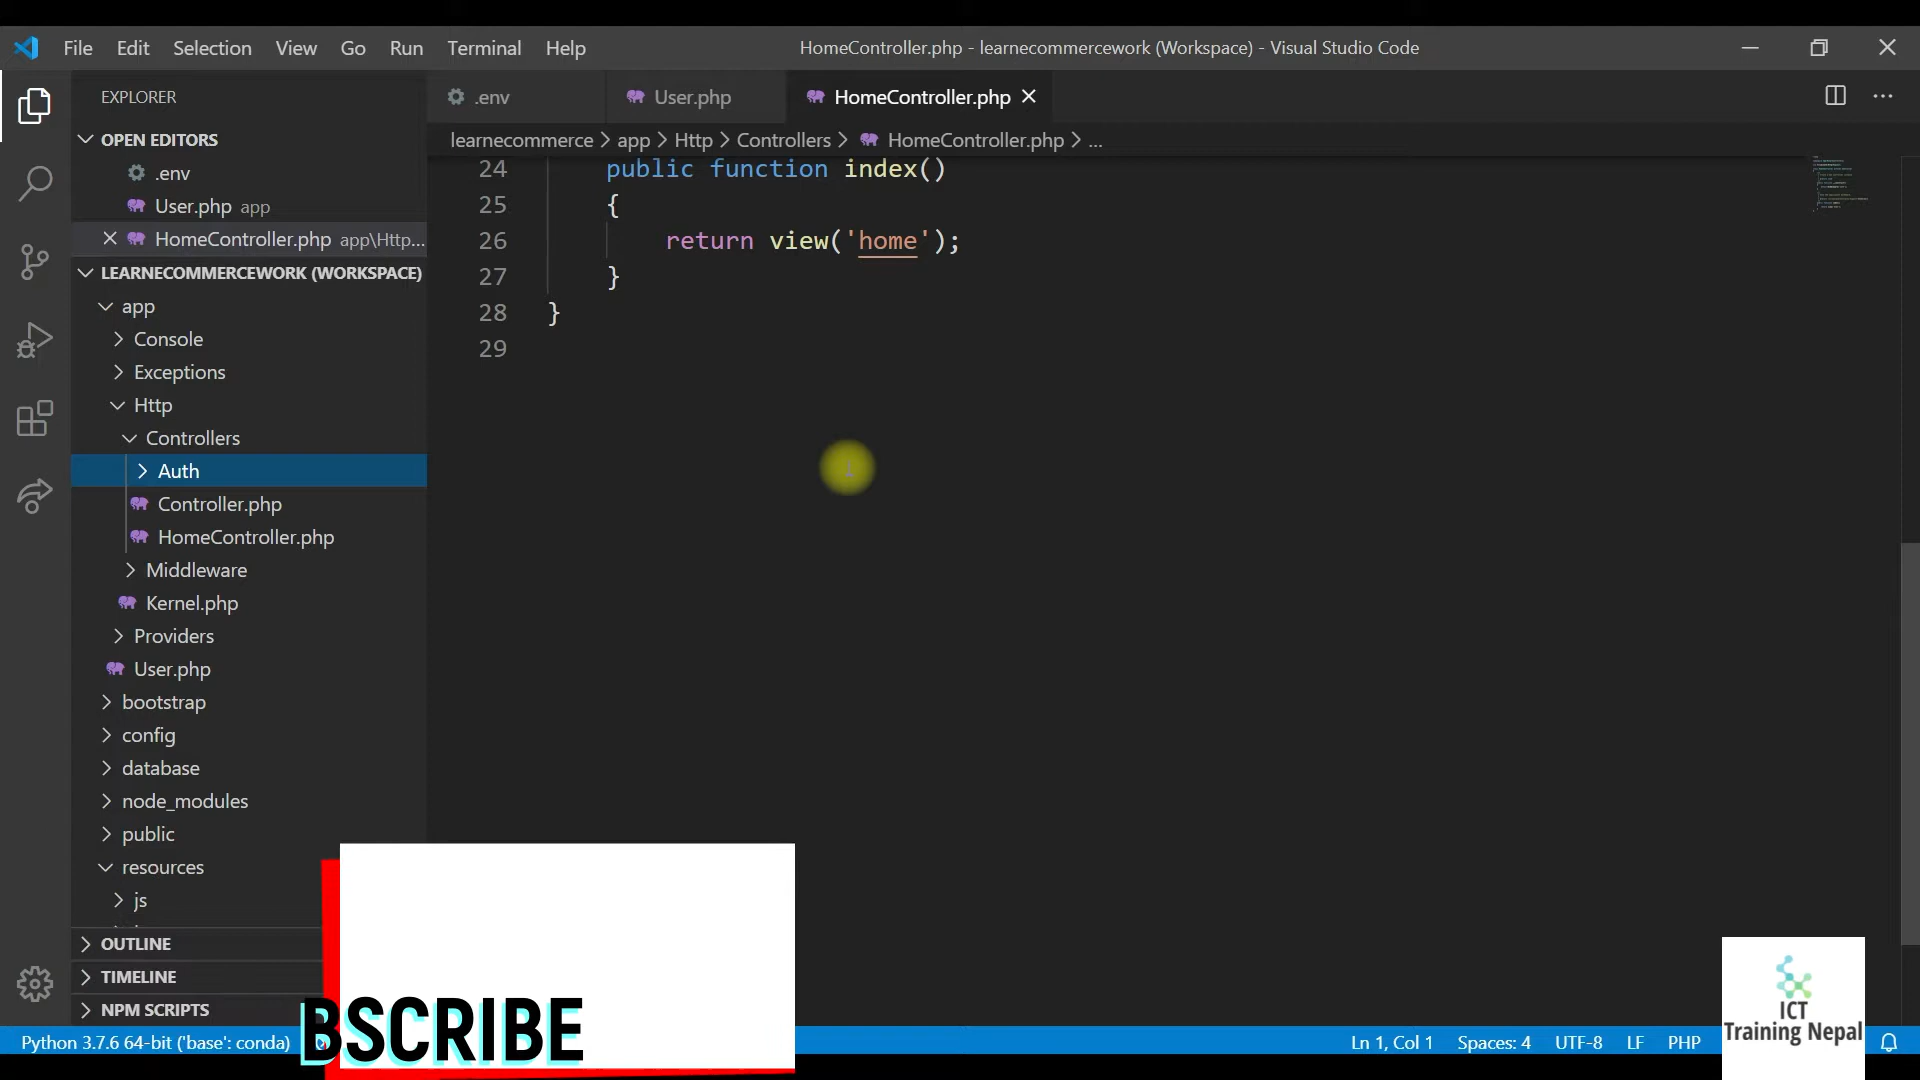 File Edit Selection View Go Run Terminal Help
HomeController.php - learnecommercework (Workspace) - Visual Studio Code
EXPLORER
OPEN EDITORS
.env
User.php app
HomeController.php app\Http...
LEARNECOMMERCEWORK (WORKSPACE)
app
Console
Exceptions
Http
Controllers
Auth
Controller.php
HomeController.php
Middleware
Kernel.php
Providers
User.php
bootstrap
config
database
node_modules
public
resources
js
OUTLINE
TIMELINE
NPM SCRIPTS
.env
User.php
HomeController.php
learnecommerce > app > Http > Controllers > HomeController.php > ...
24 public function index()
25 {
26 return view('home');
27 }
28 }
29
BSCRIBE
ICT
Training Nepal
Python 3.7.6 64-bit ('base': conda)
Ln 1, Col 1 Spaces: 4 UTF-8 LF PHP